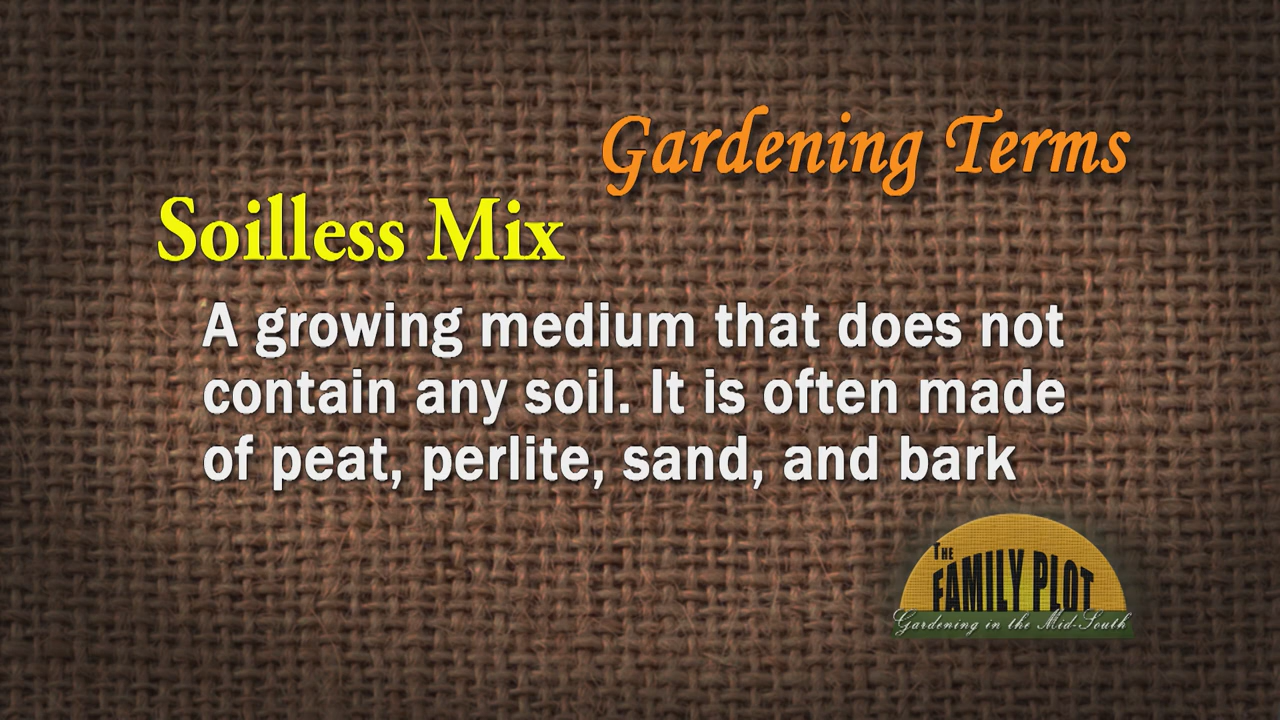 Gardening Terms
Soilless Mix
A growing medium that does not
contain any soil. It is often made
of peat, perlite, sand, and bark
THE
FAMILY PLOT
Gardening in the Mid-South